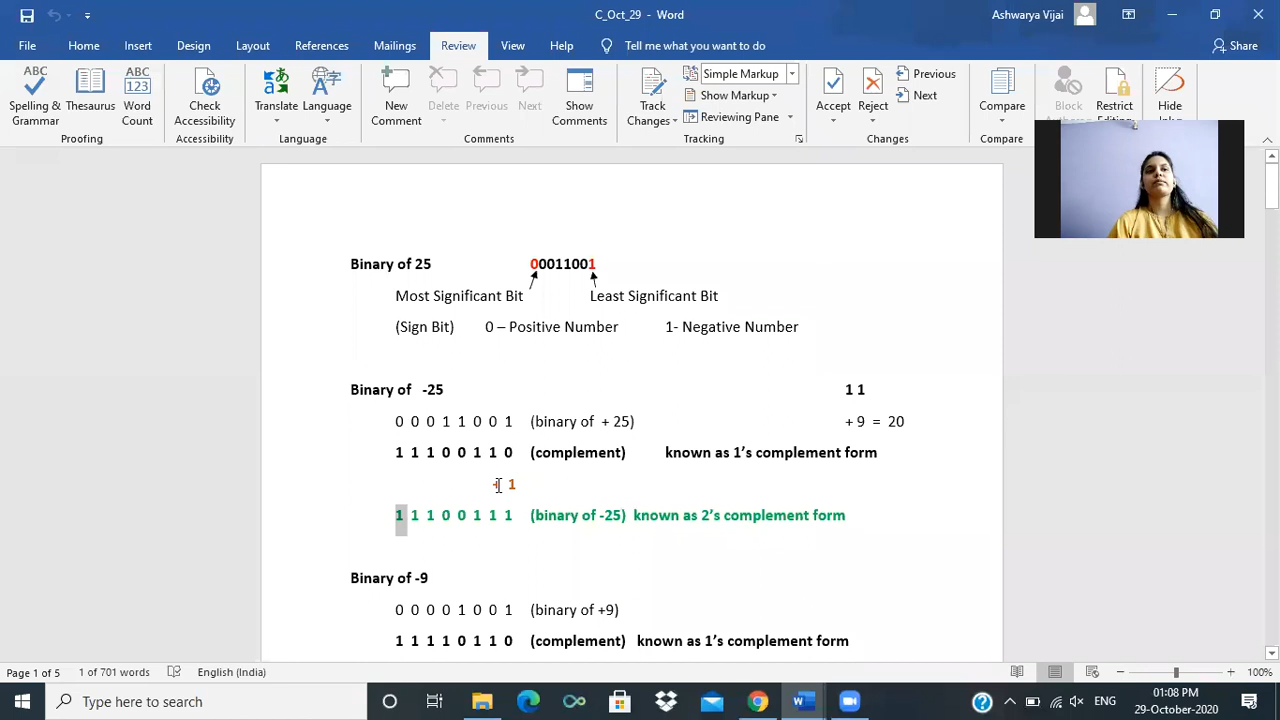 C_Oct_29 - Word
Ashwarya Vijai
File Home Insert Draw Design Layout References Mailings Review View Help Tell me what you want to do Share
Spelling & Grammar
Thesaurus
Word Count
Proofing
Check Accessibility
Accessibility
Translate
Language
Language
New Comment
Delete
Previous
Next
Show Comments
Comments
Track Changes
Simple Markup
Show Markup
Reviewing Pane
Tracking
Accept
Reject
Previous
Next
Changes
Compare
Compare
Block
Restrict
Editing
Hide
Binary of 25 00011001
Most Significant Bit Least Significant Bit
(Sign Bit) 0 – Positive Number 1- Negative Number
Binary of -25 1 1
0 0 0 1 1 0 0 1 (binary of + 25) + 9 = 20
1 1 1 0 0 1 1 0 (complement) known as 1’s complement form
+ 1
1 1 1 0 0 1 1 1 (binary of -25) known as 2’s complement form
Binary of -9
0 0 0 0 1 0 0 1 (binary of +9)
1 1 1 1 0 1 1 0 (complement) known as 1’s complement form
Page 1 of 5 1 of 701 words English (India) 100%
Type here to search
ENG
01:08 PM
29-October-2020